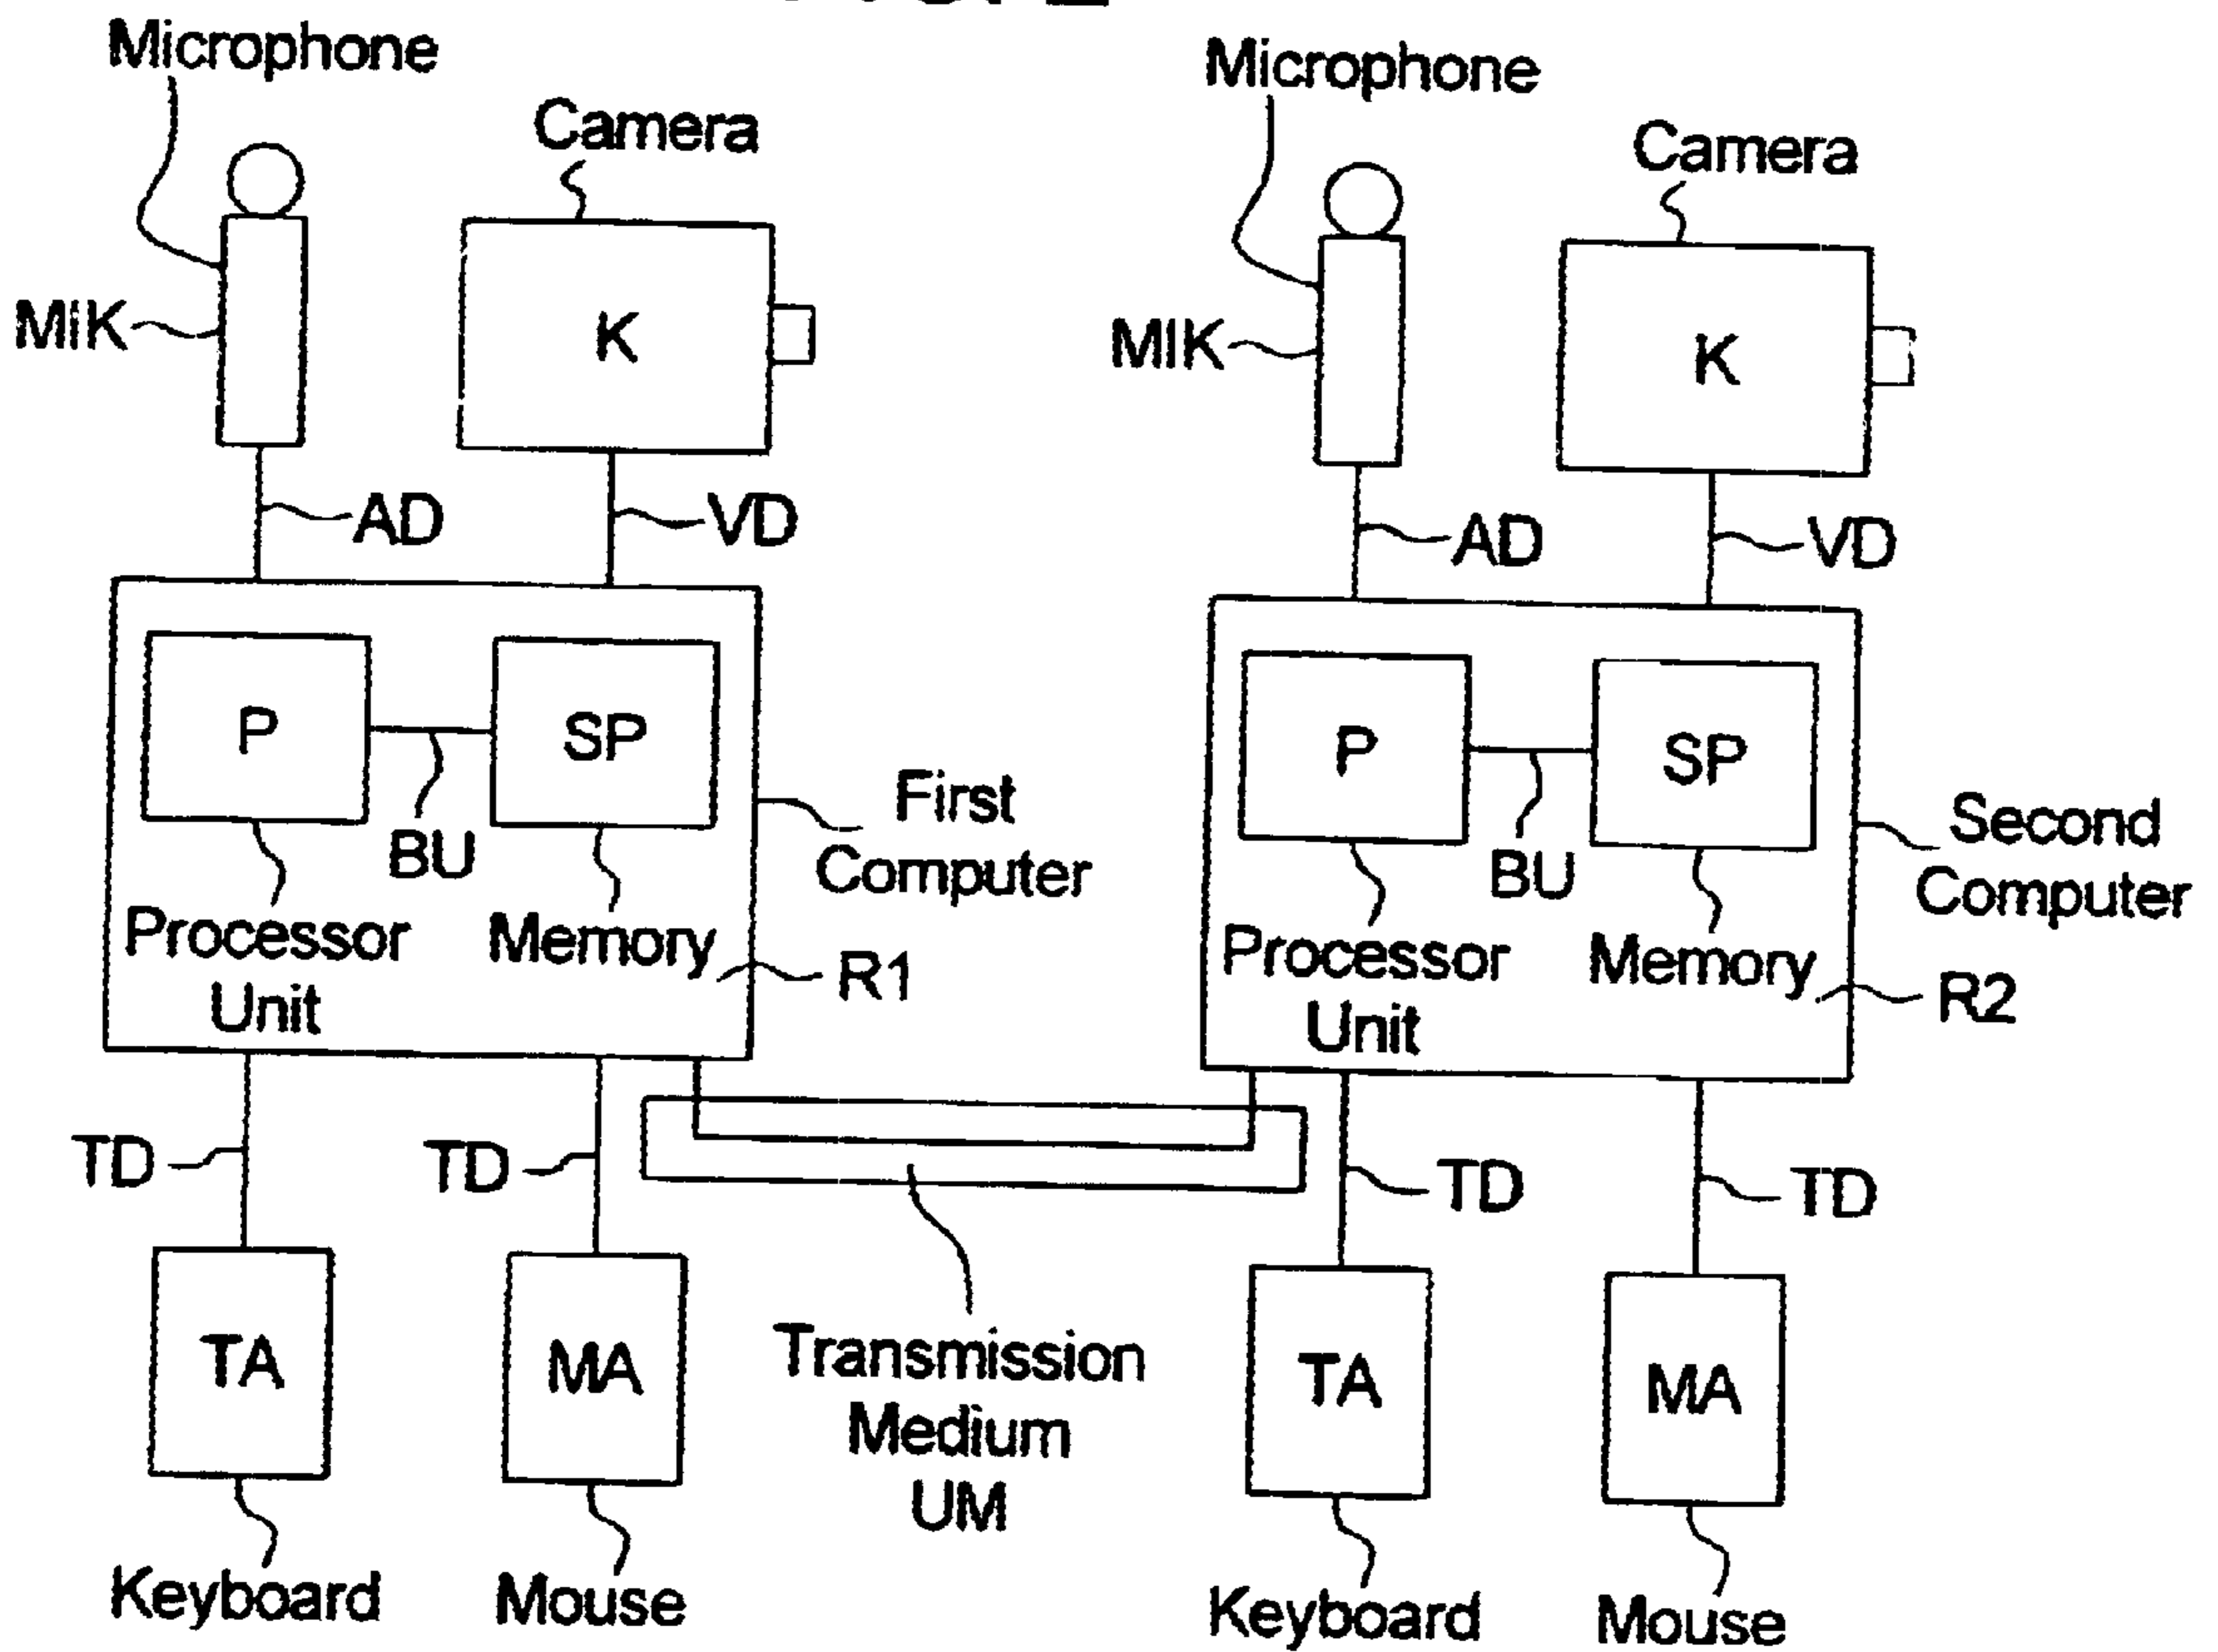 Microphone
Camera
MIK
K
AD
VD
P
SP
BU
First
Computer
Processor
Unit
Memory
R1
TD
TD
TA
MA
Keyboard
Mouse
Transmission
Medium
UM
Microphone
Camera
MIK
K
AD
VD
P
SP
BU
Second
Computer
Processor
Unit
Memory
R2
TD
TD
TA
MA
Keyboard
Mouse